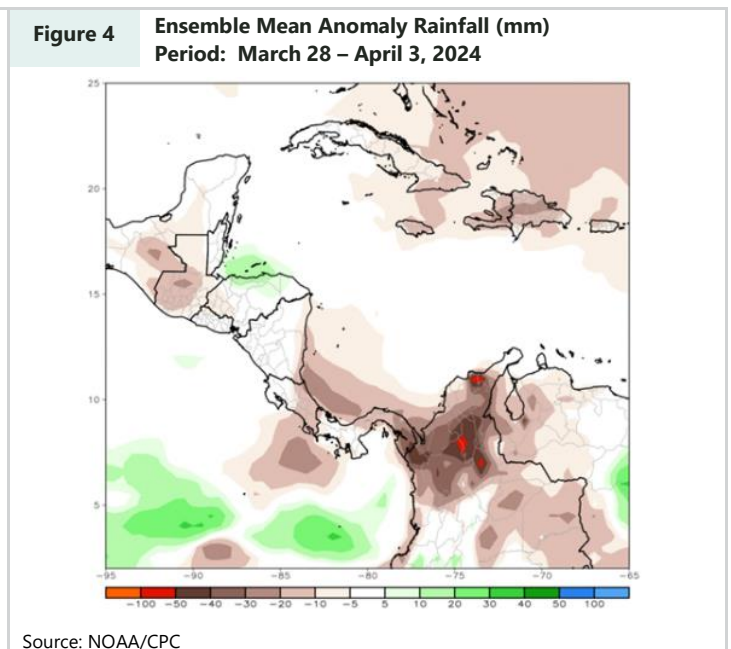 Figure 4
Ensemble Mean Anomaly Rainfall (mm)
Period: March 28 – April 3, 2024
25
20
15
10
5
−95 −90 −85 −80 −75 −70 −65
−100 −50 −40 −30 −20 −10 −5 5 10 20 30 40 50 100
Source: NOAA/CPC